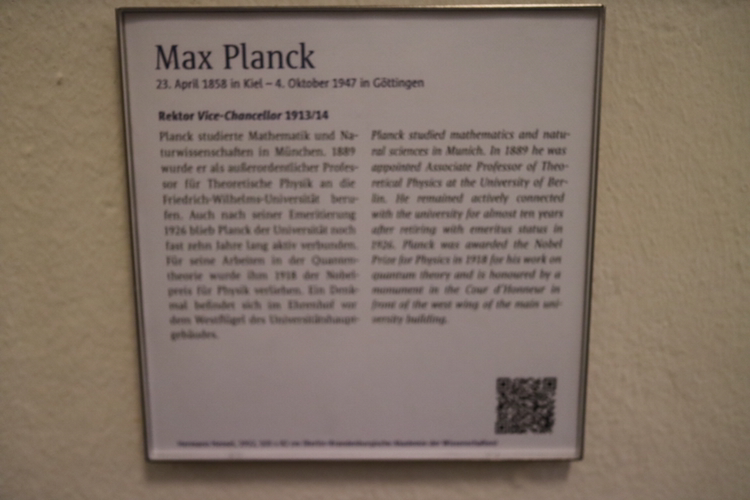 Max Planck
23. April 1858 in Kiel – 4. Oktober 1947 in Göttingen
Rektor Vice-Chancellor 1913/14
Planck studierte Mathematik und Na-
turwissenschaften in München. 1889
wurde er als außerordentlicher Profes-
sor für Theoretische Physik an die
Friedrich-Wilhelms-Universität beru-
fen. Auch nach seiner Emeritierung
1926 blieb Planck der Universität noch
fast zehn Jahre lang aktiv verbunden.
Für seine Arbeiten in der Quanten-
theorie wurde ihm 1918 der Nobel-
preis für Physik verliehen. Ein Denk-
mal befindet sich im Ehrenhof vor
dem Westflügel des Universitätshaupt-
gebäudes.
Planck studied mathematics and natu-
ral sciences in Munich. In 1889 he was
appointed Associate Professor of Theo-
retical Physics at the University of Ber-
lin. He remained actively connected
with the university for almost ten years
after retiring with emeritus status in
1926. Planck was awarded the Nobel
Prize for Physics in 1918 for his work on
quantum theory and is honoured by a
monument in the Cour d'Honneur in
front of the west wing of the main uni-
versity building.
Berlin-Brandenburgische Akademie der Wissenschaften